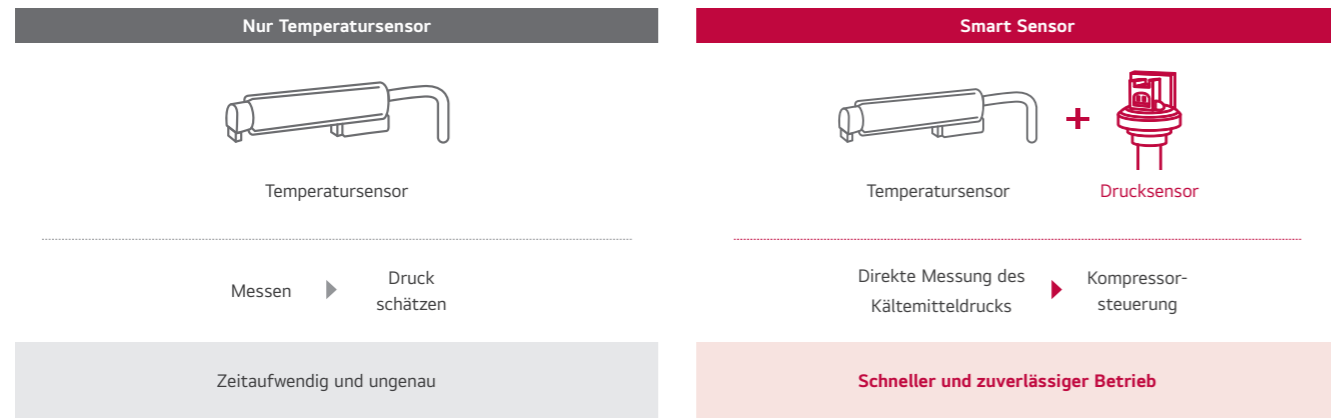 Nur Temperatursensor
Temperatursensor
Messen
Druck
schätzen
Zeitaufwendig und ungenau
Smart Sensor
Temperatursensor
+
Drucksensor
Direkte Messung des
Kältemitteldrucks
Kompressor-
steuerung
Schneller und zuverlässiger Betrieb